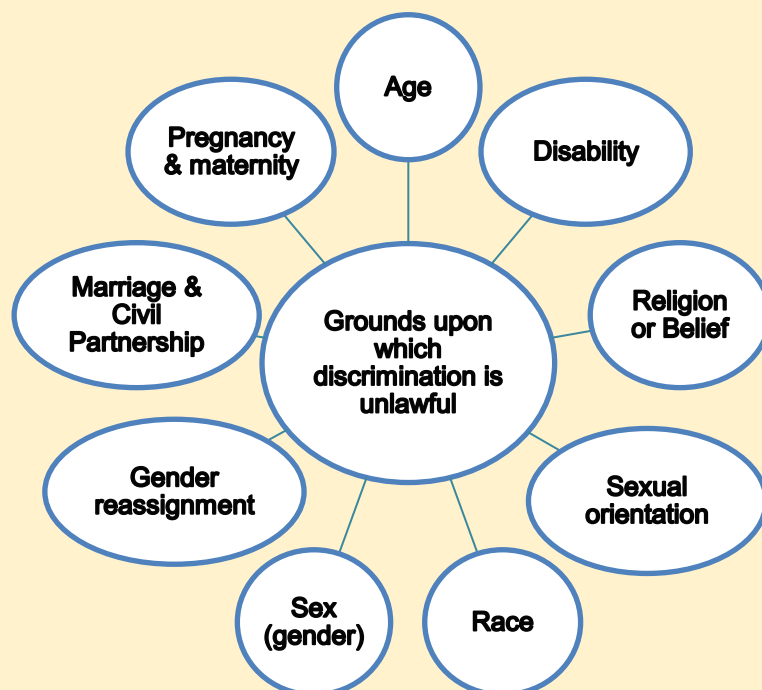 Age
Disability
Religion
or Belief
Sexual
orientation
Race
Sex
(gender)
Gender
reassignment
Marriage &
Civil
Partnership
Pregnancy
& maternity
Grounds upon
which
discrimination is
unlawful